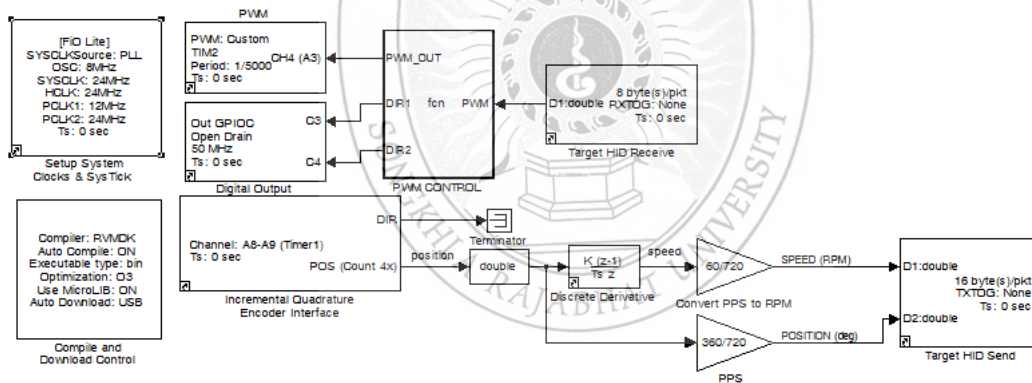 [FiO Lite]
SYSCLKSource: PLL
OSC: 8MHz
SYSCLK: 24MHz
HCLK: 24MHz
PCLK1: 12MHz
PCLK2: 24MHz
Ts: 0 sec
Setup System
Clocks & SysTick
PWM
PWM: Custom
TIM2
Period: 1/5000
Ts: 0 sec
CH4 (A3)
Out GPIOC
Open Drain
50 MHz
Ts: 0 sec
C3
C4
Digital Output
PWM_OUT
DIR1
fcn
PWM
DIR2
PWM CONTROL
D1:double
8 byte(s)/pkt
RXTOG: None
Ts: 0 sec
Target HID Receive
SONGKHLA RAJABHAT UNIVERSITY
Compiler: RVMDK
Auto Compile: ON
Executable type: bin
Optimization: O3
Use MicroLIB: ON
Auto Download: USB
Compile and
Download Control
Channel: A8-A9 (Timer1)
Ts: 0 sec
DIR
POS (Count 4x)
Incremental Quadrature
Encoder Interface
Terminator
position
double
K (z-1)
Ts z
Discrete Derivative
speed
60/720
Convert PPS to RPM
SPEED (RPM)
360/720
PPS
POSITION (deg)
D1:double
16 byte(s)/pkt
TXTOG: None
Ts: 0 sec
D2:double
Target HID Send